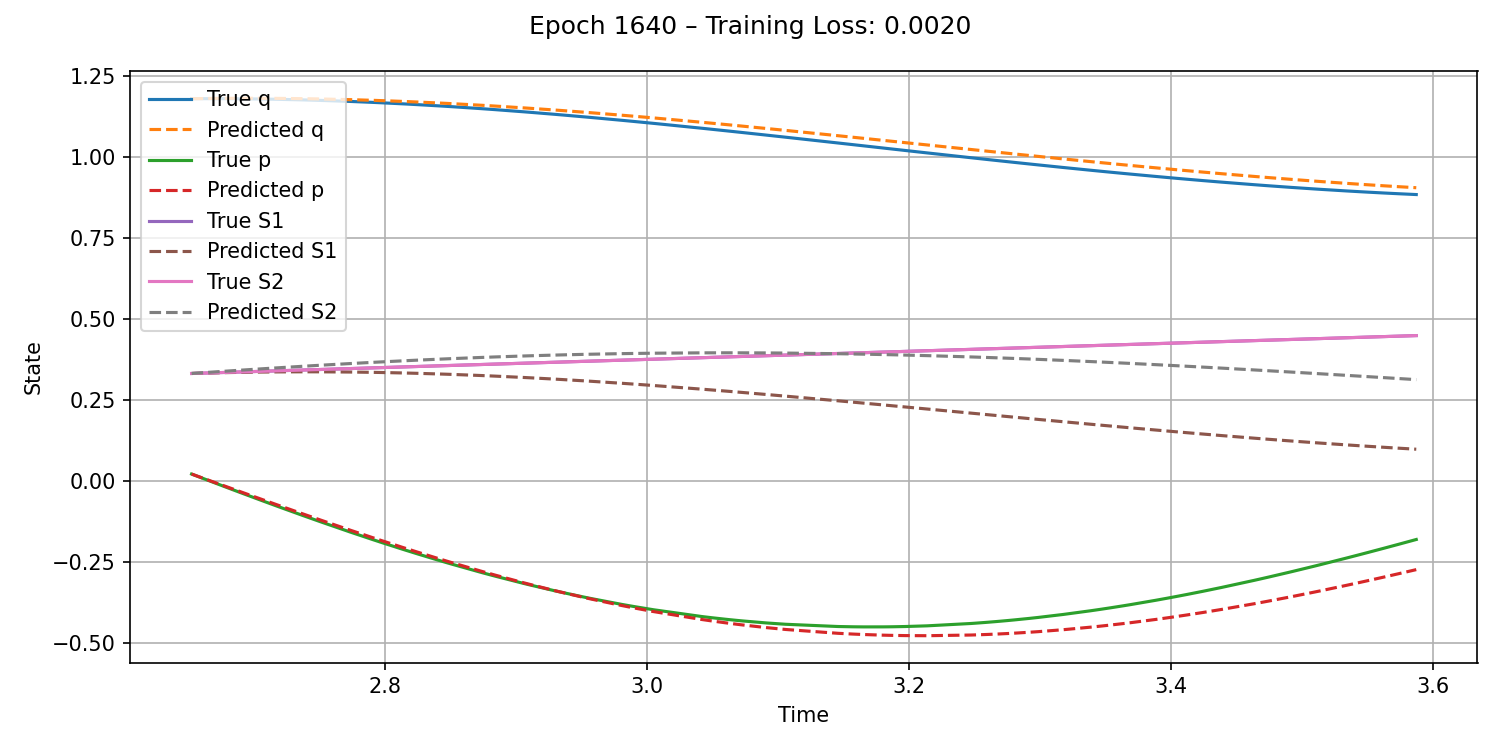 Epoch 1640 – Training Loss: 0.0020
State
1.25
1.00
0.75
0.50
0.25
0.00
−0.25
−0.50
True q
Predicted q
True p
Predicted p
True S1
Predicted S1
True S2
Predicted S2
2.8 3.0 3.2 3.4 3.6
Time